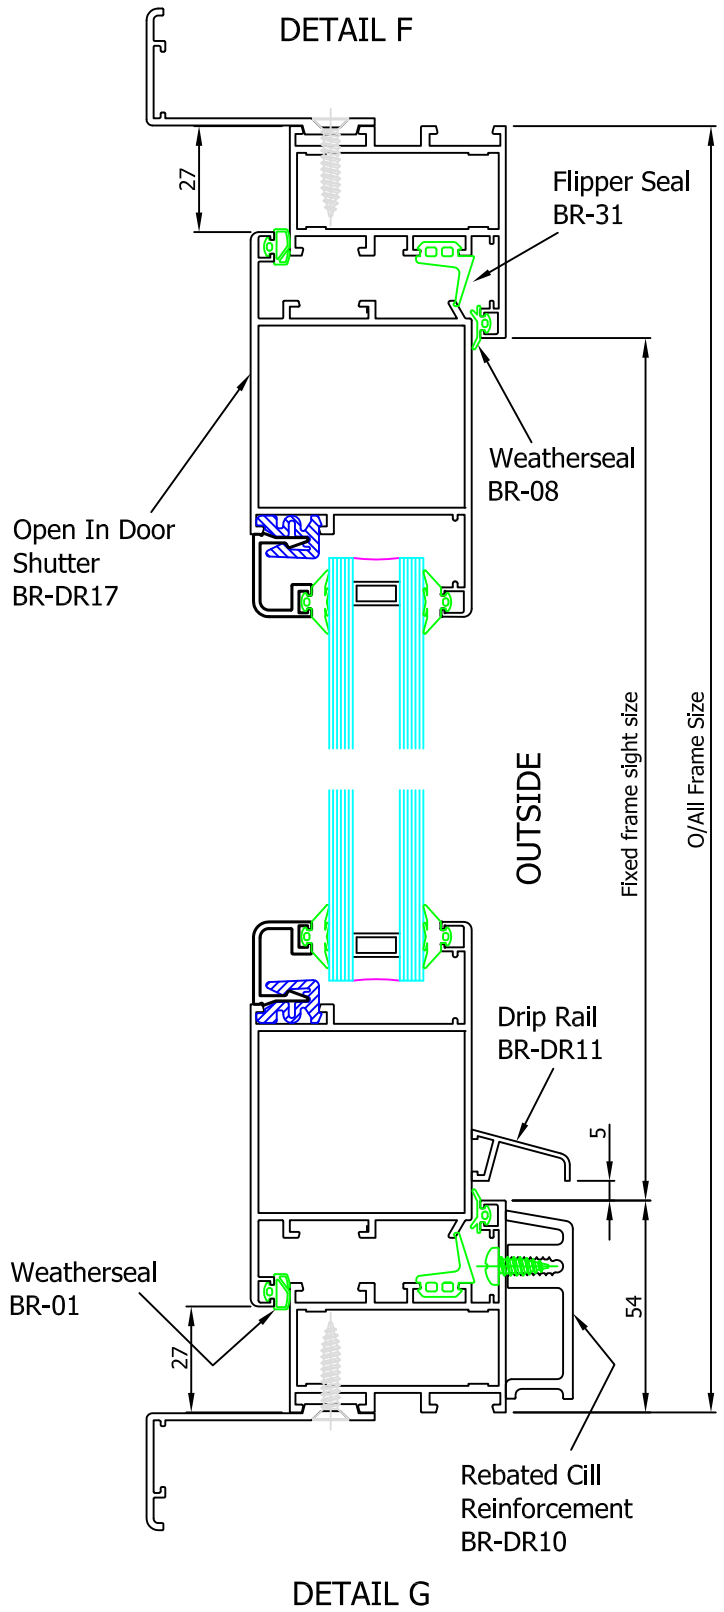 DETAIL F
27
Flipper Seal
BR-31
Weatherseal
BR-08
Open In Door
Shutter
BR-DR17
Fixed frame sight size
O/All Frame Size
OUTSIDE
Drip Rail
BR-DR11
5
Weatherseal
BR-01
27
54
Rebated Cill
Reinforcement
BR-DR10
DETAIL G